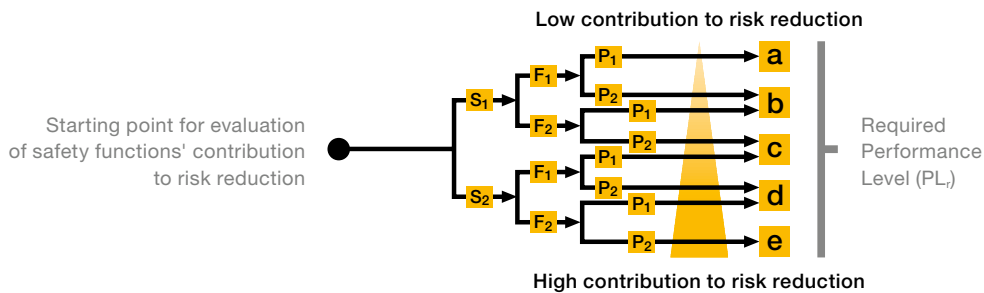 Low contribution to risk reduction
P₁
a
F₁
P₂
b
S₁
P₁
F₂
Starting point for evaluation
of safety functions' contribution
to risk reduction
P₂
c
P₁
F₁
P₂
d
S₂
P₁
F₂
P₂
e
Required
Performance
Level (PLᵣ)
High contribution to risk reduction